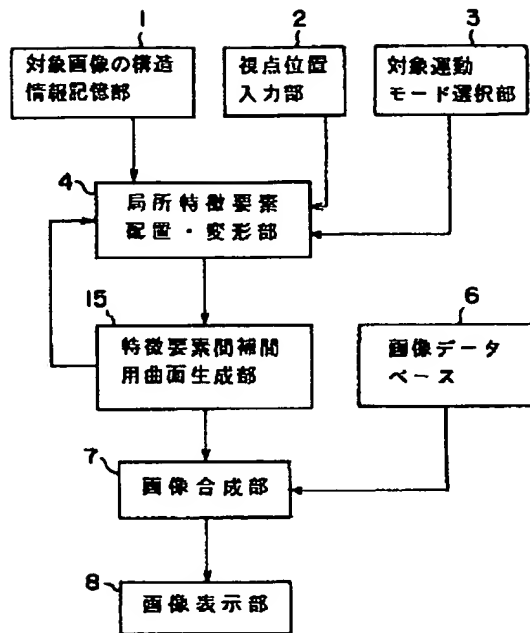 1
対象画像の構造
情報記憶部
2
視点位置
入力部
3
対象運動
モード選択部
4
局所特徴要素
配置・変形部
15
特徴要素間補間
用曲面生成部
6
画像データ
ベース
7
画像合成部
8
画像表示部